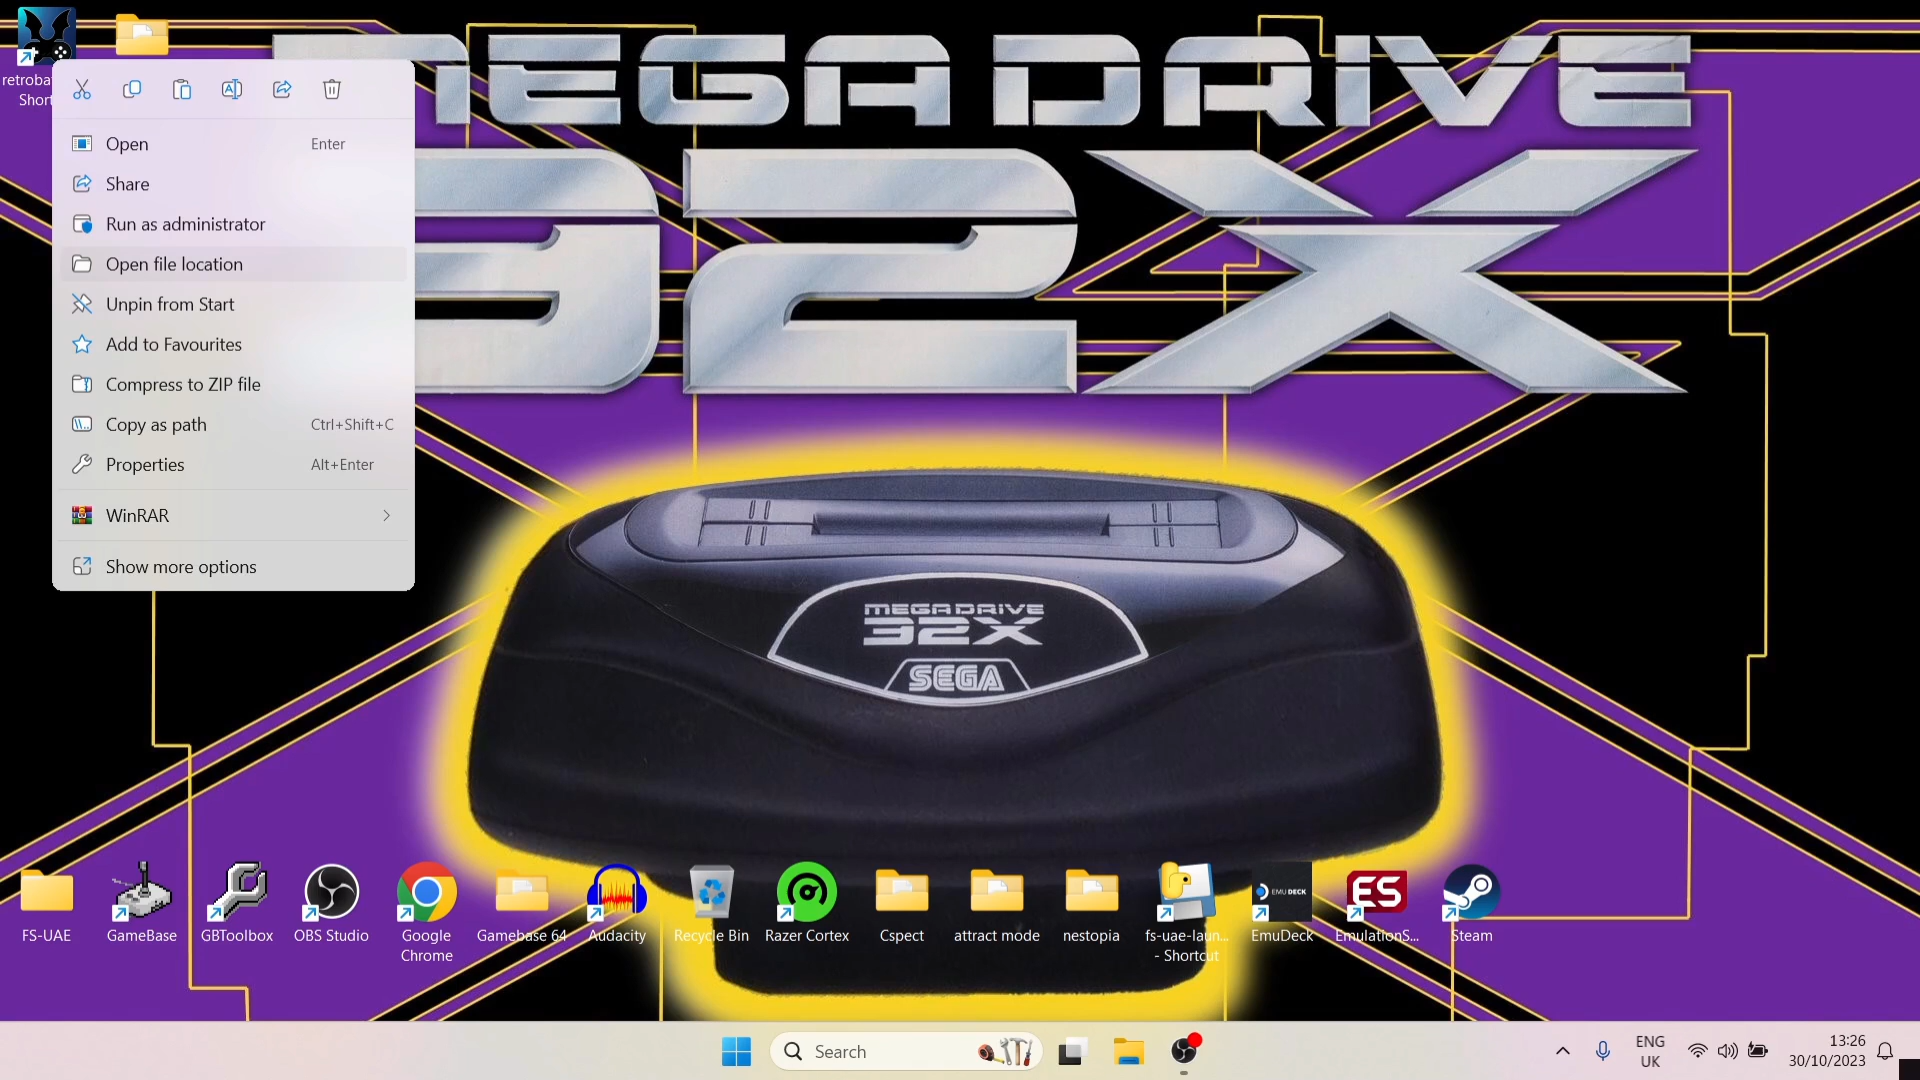 MEGA DRIVE
32X
retroba
Short
Open Enter
Share
Run as administrator
Open file location
Unpin from Start
Add to Favourites
Compress to ZIP file
Copy as path Ctrl+Shift+C
Properties Alt+Enter
WinRAR
Show more options
MEGA DRIVE
32X
SEGA
FS-UAE
GameBase
GBToolbox
OBS Studio
Google
Chrome
Gamebase 64
Audacity
Recycle Bin
Razer Cortex
Cspect
attract mode
nestopia
fs-uae-laun...
- Shortcut
EMU DECK
EmuDeck
ES
EmulationS...
Steam
Search
ENG
UK
13:26
30/10/2023